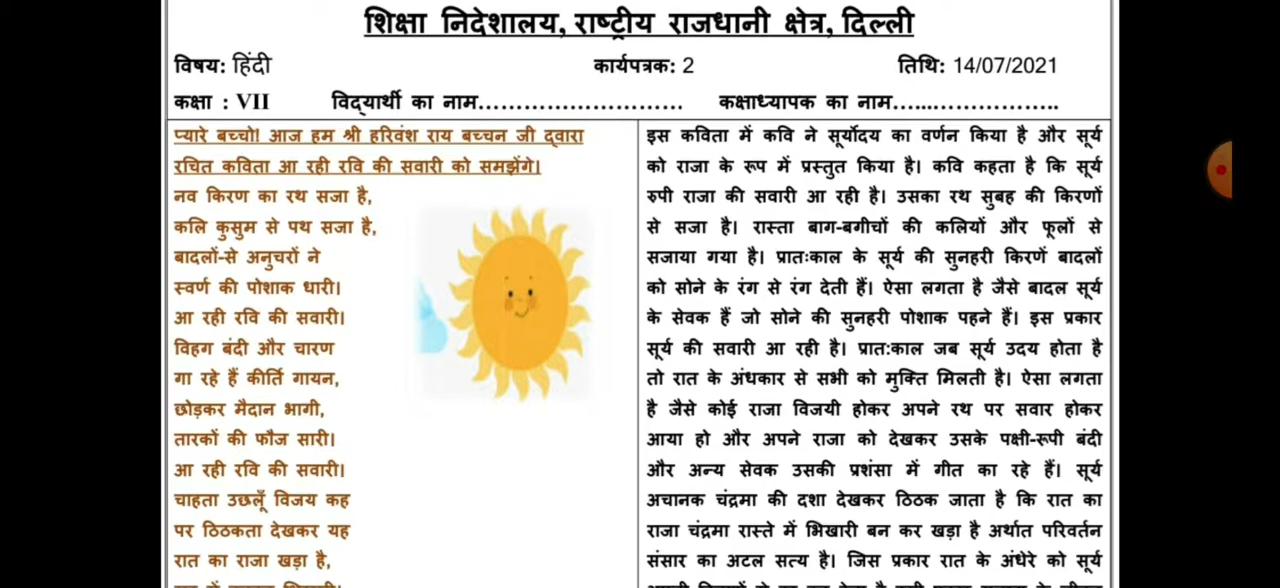 शिक्षा निदेशालय, राष्ट्रीय राजधानी क्षेत्र, दिल्ली
विषय: हिंदी कार्यपत्रक: 2 तिथि: 14/07/2021
कक्षा : VII विद्यार्थी का नाम........................... कक्षाध्यापक का नाम.......................
प्यारे बच्चो! आज हम श्री हरिवंश राय बच्चन जी द्वारा
रचित कविता आ रही रवि की सवारी को समझेंगे।
नव किरण का रथ सजा है,
कलि कुसुम से पथ सजा है,
बादलों-से अनुचरों ने
स्वर्ण की पोशाक धारी।
आ रही रवि की सवारी।
विहग बंदी और चारण
गा रहे हैं कीर्ति गायन,
छोड़कर मैदान भागी,
तारकों की फौज सारी।
आ रही रवि की सवारी।
चाहता उछलूँ विजय कह
पर ठिठकता देखकर यह
रात का राजा खड़ा है,
इस कविता में कवि ने सूर्योदय का वर्णन किया है और सूर्य
को राजा के रूप में प्रस्तुत किया है। कवि कहता है कि सूर्य
रुपी राजा की सवारी आ रही है। उसका रथ सुबह की किरणों
से सजा है। रास्ता बाग-बगीचों की कलियों और फूलों से
सजाया गया है। प्रातःकाल के सूर्य की सुनहरी किरणें बादलों
को सोने के रंग से रंग देती हैं। ऐसा लगता है जैसे बादल सूर्य
के सेवक हैं जो सोने की सुनहरी पोशाक पहने हैं। इस प्रकार
सूर्य की सवारी आ रही है। प्रात:काल जब सूर्य उदय होता है
तो रात के अंधकार से सभी को मुक्ति मिलती है। ऐसा लगता
है जैसे कोई राजा विजयी होकर अपने रथ पर सवार होकर
आया हो और अपने राजा को देखकर उसके पक्षी-रूपी बंदी
और अन्य सेवक उसकी प्रशंसा में गीत का रहे हैं। सूर्य
अचानक चंद्रमा की दशा देखकर ठिठक जाता है कि रात का
राजा चंद्रमा रास्ते में भिखारी बन कर खड़ा है अर्थात परिवर्तन
संसार का अटल सत्य है। जिस प्रकार रात के अंधेरे को सूर्य